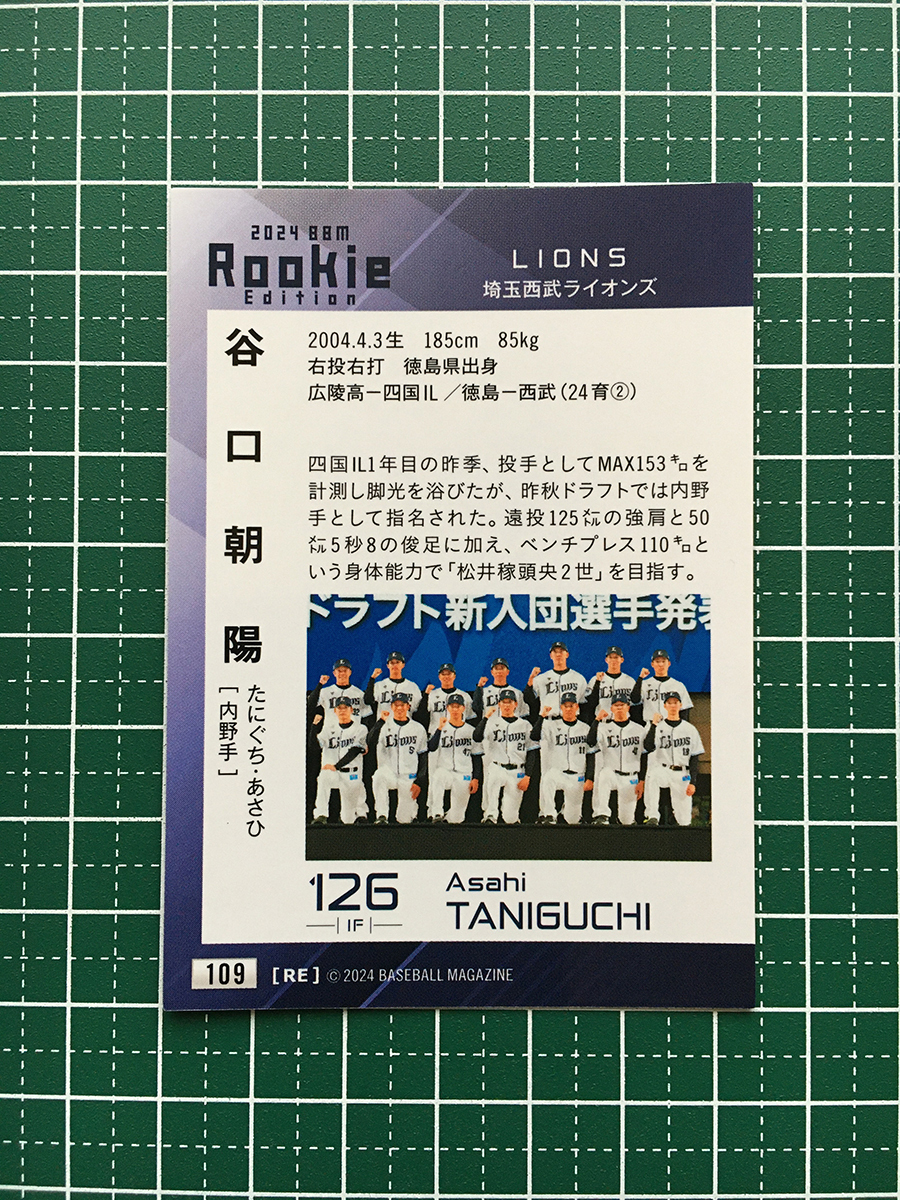 2024 BBM
Rookie
Edition
LIONS
埼玉西武ライオンズ
谷口朝陽
たにぐち・あさひ
[内野手]
2004.4.3生 185cm 85kg
右投右打 徳島県出身
広陵高ー四国IL／徳島ー西武(24育②)
四国IL1年目の昨季、投手としてMAX153㌔を
計測し脚光を浴びたが、昨秋ドラフトでは内野
手として指名された。遠投125㍍の強肩と50
㍍5秒8の俊足に加え、ベンチプレス110㌔と
いう身体能力で「松井稼頭央2世」を目指す。
ドラフト新入団選手発表
126
IF
Asahi
TANIGUCHI
109
[RE] © 2024 BASEBALL MAGAZINE